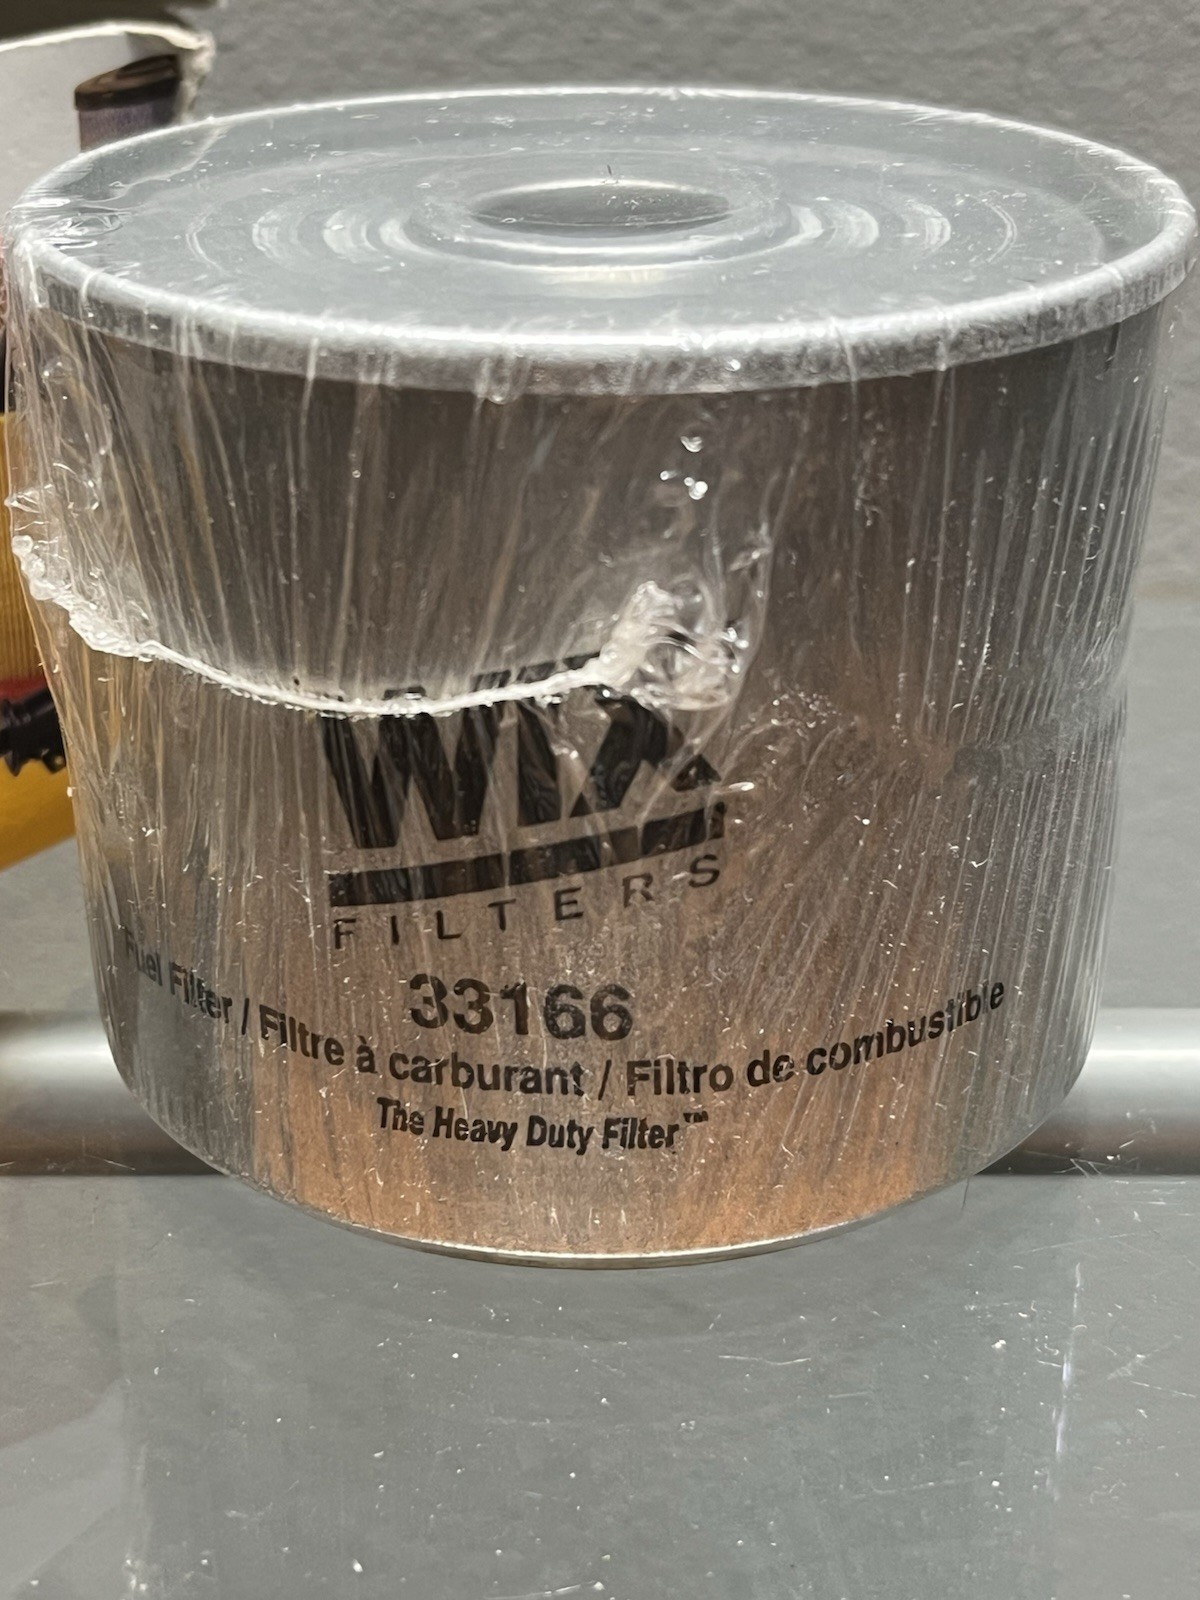 WIX
FILTERS
33166
Fuel Filter / Filtre à carburant / Filtro de combustible
The Heavy Duty Filter™